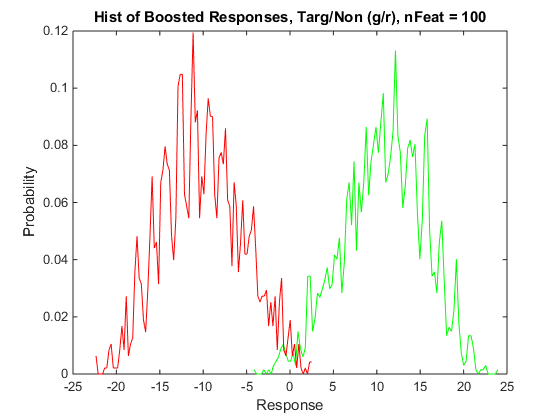 Hist of Boosted Responses, Targ/Non (g/r), nFeat = 100
0.12
0.1
0.08
0.06
0.04
0.02
0
Probability
-25 -20 -15 -10 -5 0 5 10 15 20 25
Response